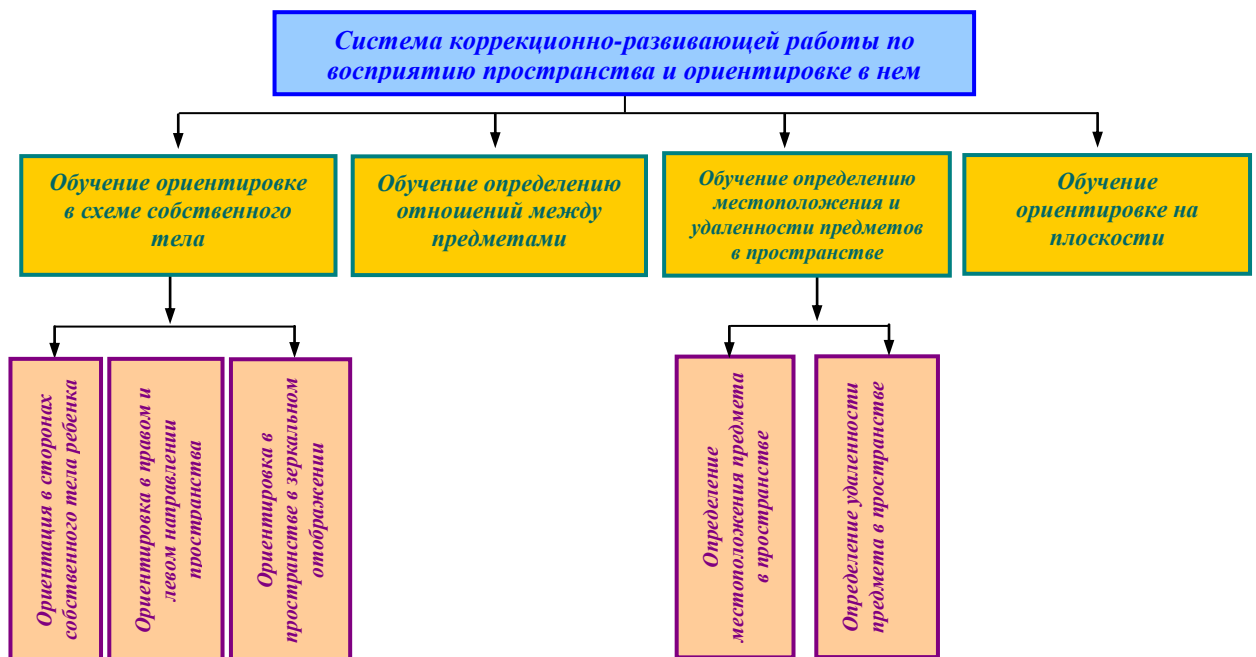 Система коррекционно-развивающей работы по
восприятию пространства и ориентировке в нем
Обучение ориентировке
в схеме собственного
тела
Обучение определению
отношений между
предметами
Обучение определению
местоположения и
удаленности предметов
в пространстве
Обучение
ориентировке на
плоскости
Ориентация в сторонах
собственного тела ребенка
Ориентировка в правом и
левом направлении
пространства
Ориентировка в
пространстве в зеркальном
отображении
Определение
местоположения предмета
в пространстве
Определение удаленности
предмета в пространстве